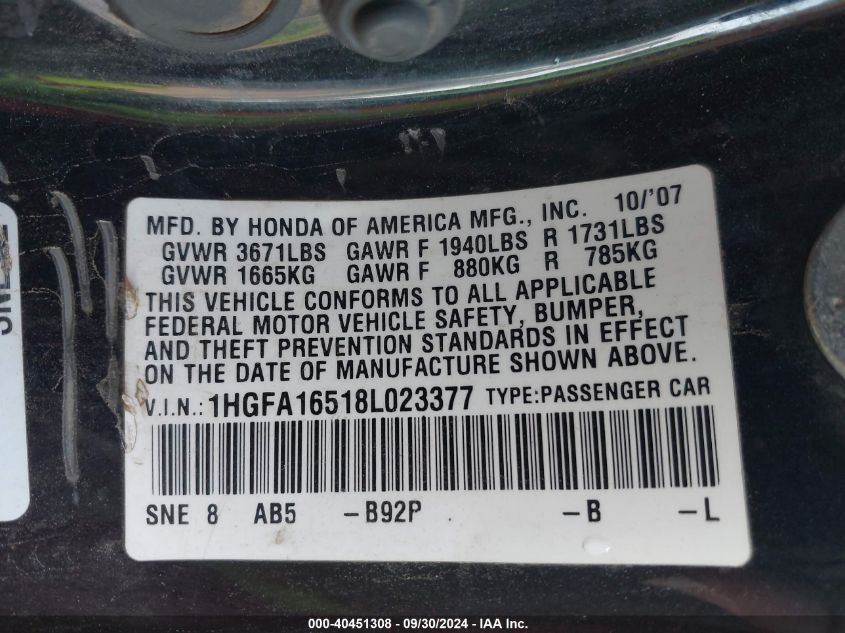 MFD. BY HONDA OF AMERICA MFG., INC. 10/'07
GVWR 3671LBS GAWR F 1940LBS R 1731LBS
GVWR 1665KG GAWR F 880KG R 785KG
THIS VEHICLE CONFORMS TO ALL APPLICABLE
FEDERAL MOTOR VEHICLE SAFETY, BUMPER,
AND THEFT PREVENTION STANDARDS IN EFFECT
ON THE DATE OF MANUFACTURE SHOWN ABOVE.
V.I.N.: 1HGFA16518L023377 TYPE:PASSENGER CAR
SNE 8 AB5 -B92P -B -L
000-40451308 - 09/30/2024 - IAA Inc.